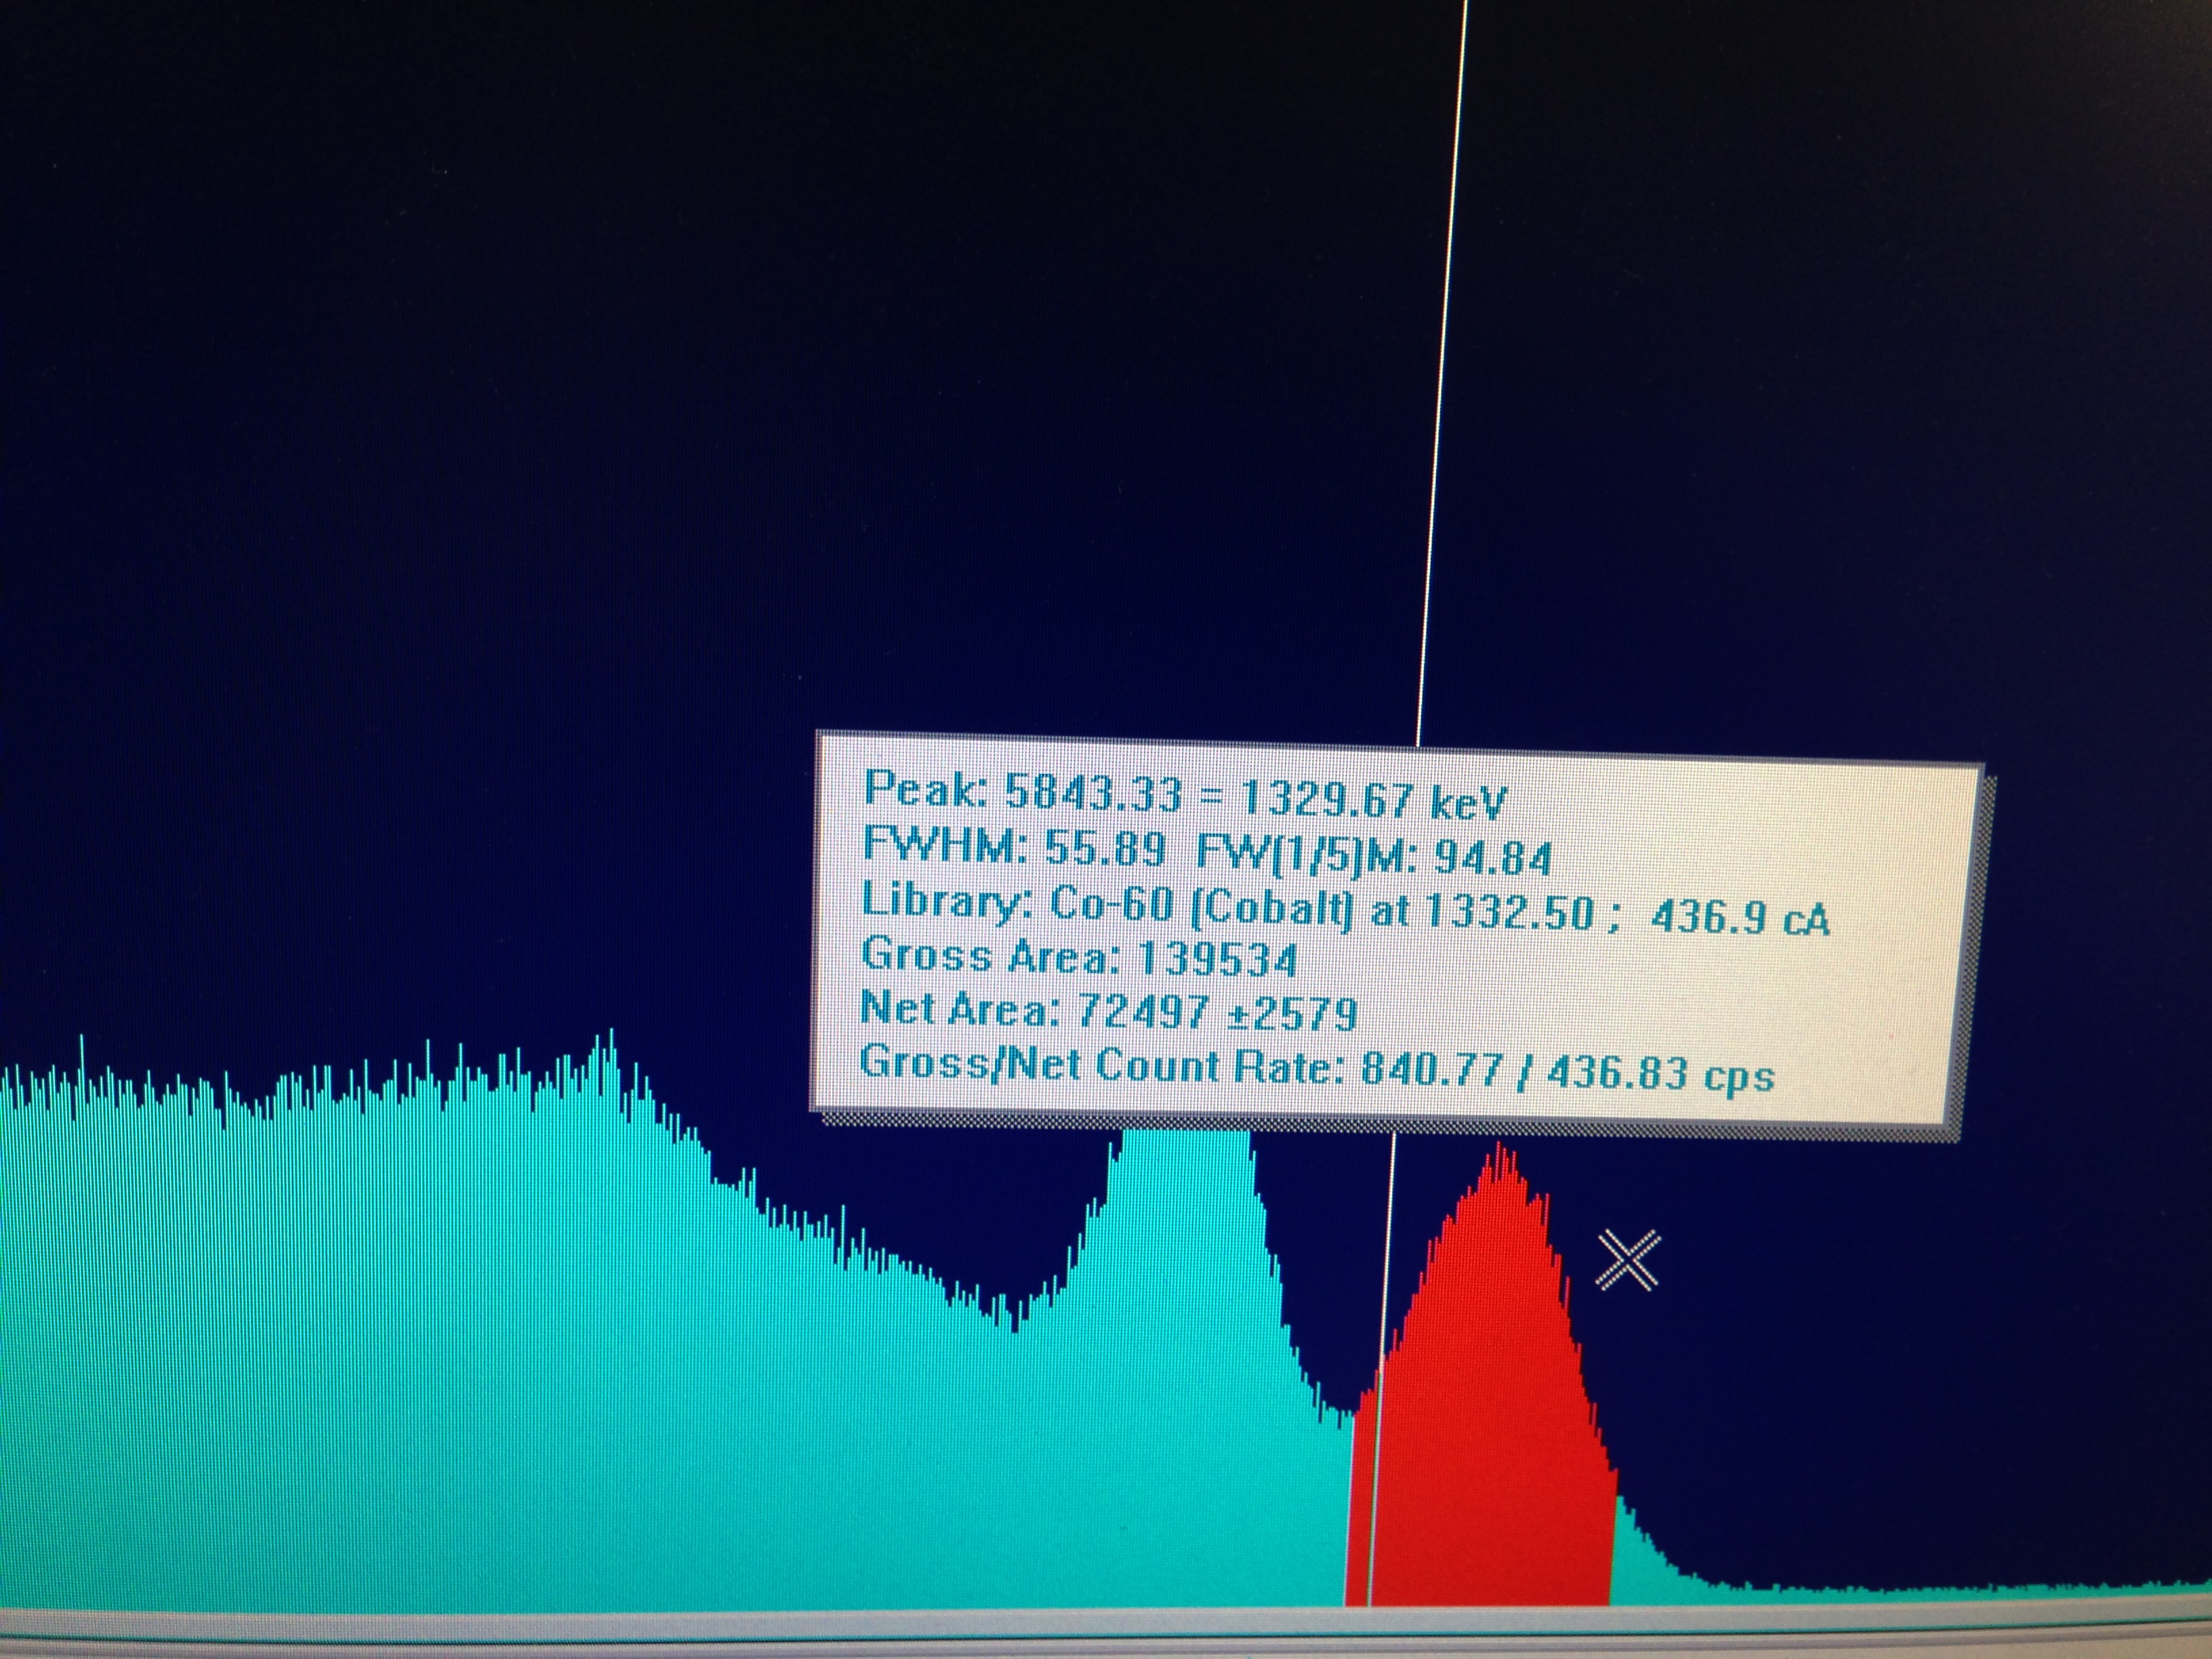 Peak: 5843.33 = 1329.67 keV
FWHM: 55.89 FW(1/5)M: 94.84
Library: Co-60 (Cobalt) at 1332.50 ; 436.9 cA
Gross Area: 139534
Net Area: 72497 ±2579
Gross/Net Count Rate: 840.77 / 436.83 cps